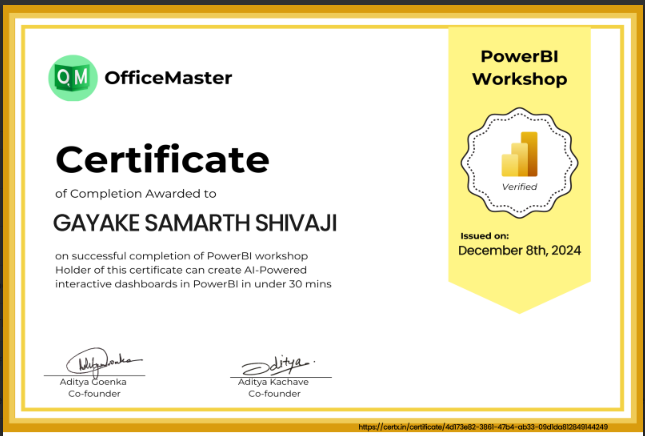 OM
OfficeMaster
Certificate
of Completion Awarded to
GAYAKE SAMARTH SHIVAJI
on successful completion of PowerBI workshop
Holder of this certificate can create AI-Powered
interactive dashboards in PowerBI in under 30 mins
PowerBI
Workshop
Verified
Issued on:
December 8th, 2024
Aditya Goenka
Co-founder
Aditya
Aditya Kachave
Co-founder
https://certx.in/certificate/4d173e82-3861-47b4-ab33-09d1da812849144249